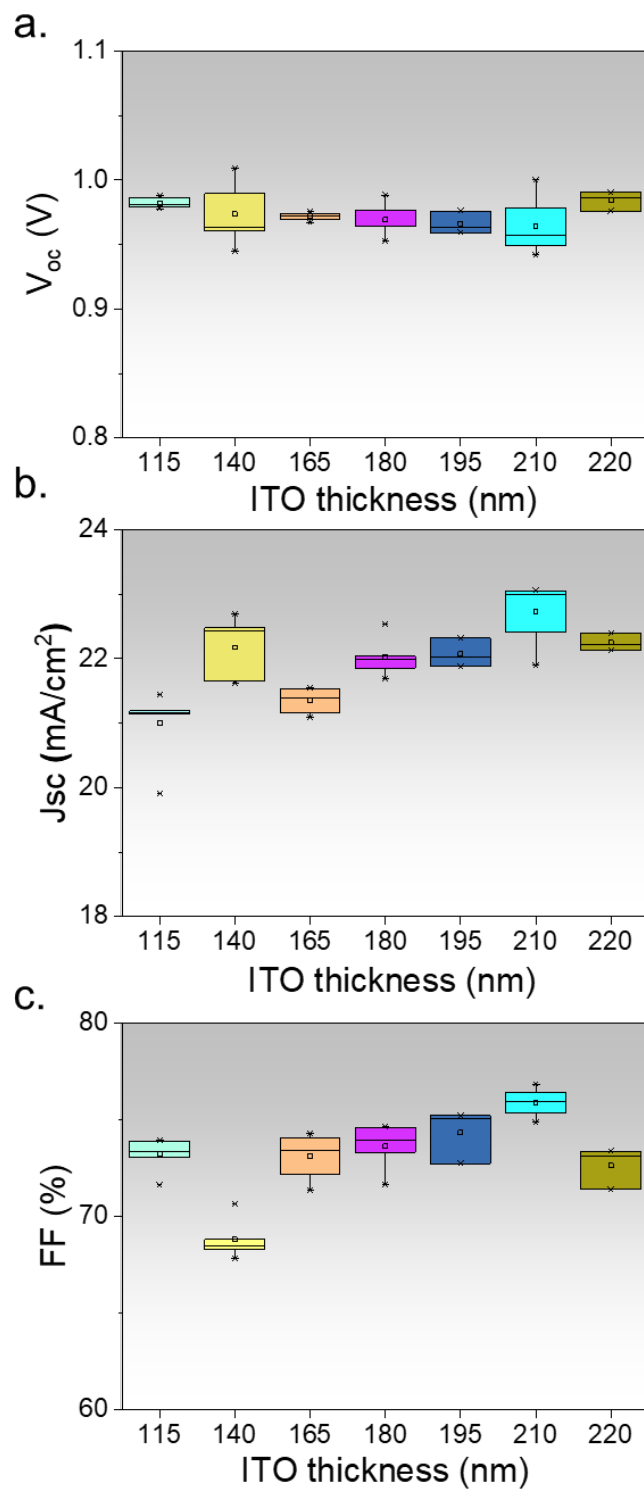 a.
1.1
1.0
0.9
0.8
V_oc (V)
115 140 165 180 195 210 220
ITO thickness (nm)
b.
24
22
20
18
Jsc (mA/cm²)
115 140 165 180 195 210 220
ITO thickness (nm)
c.
80
70
60
FF (%)
115 140 165 180 195 210 220
ITO thickness (nm)